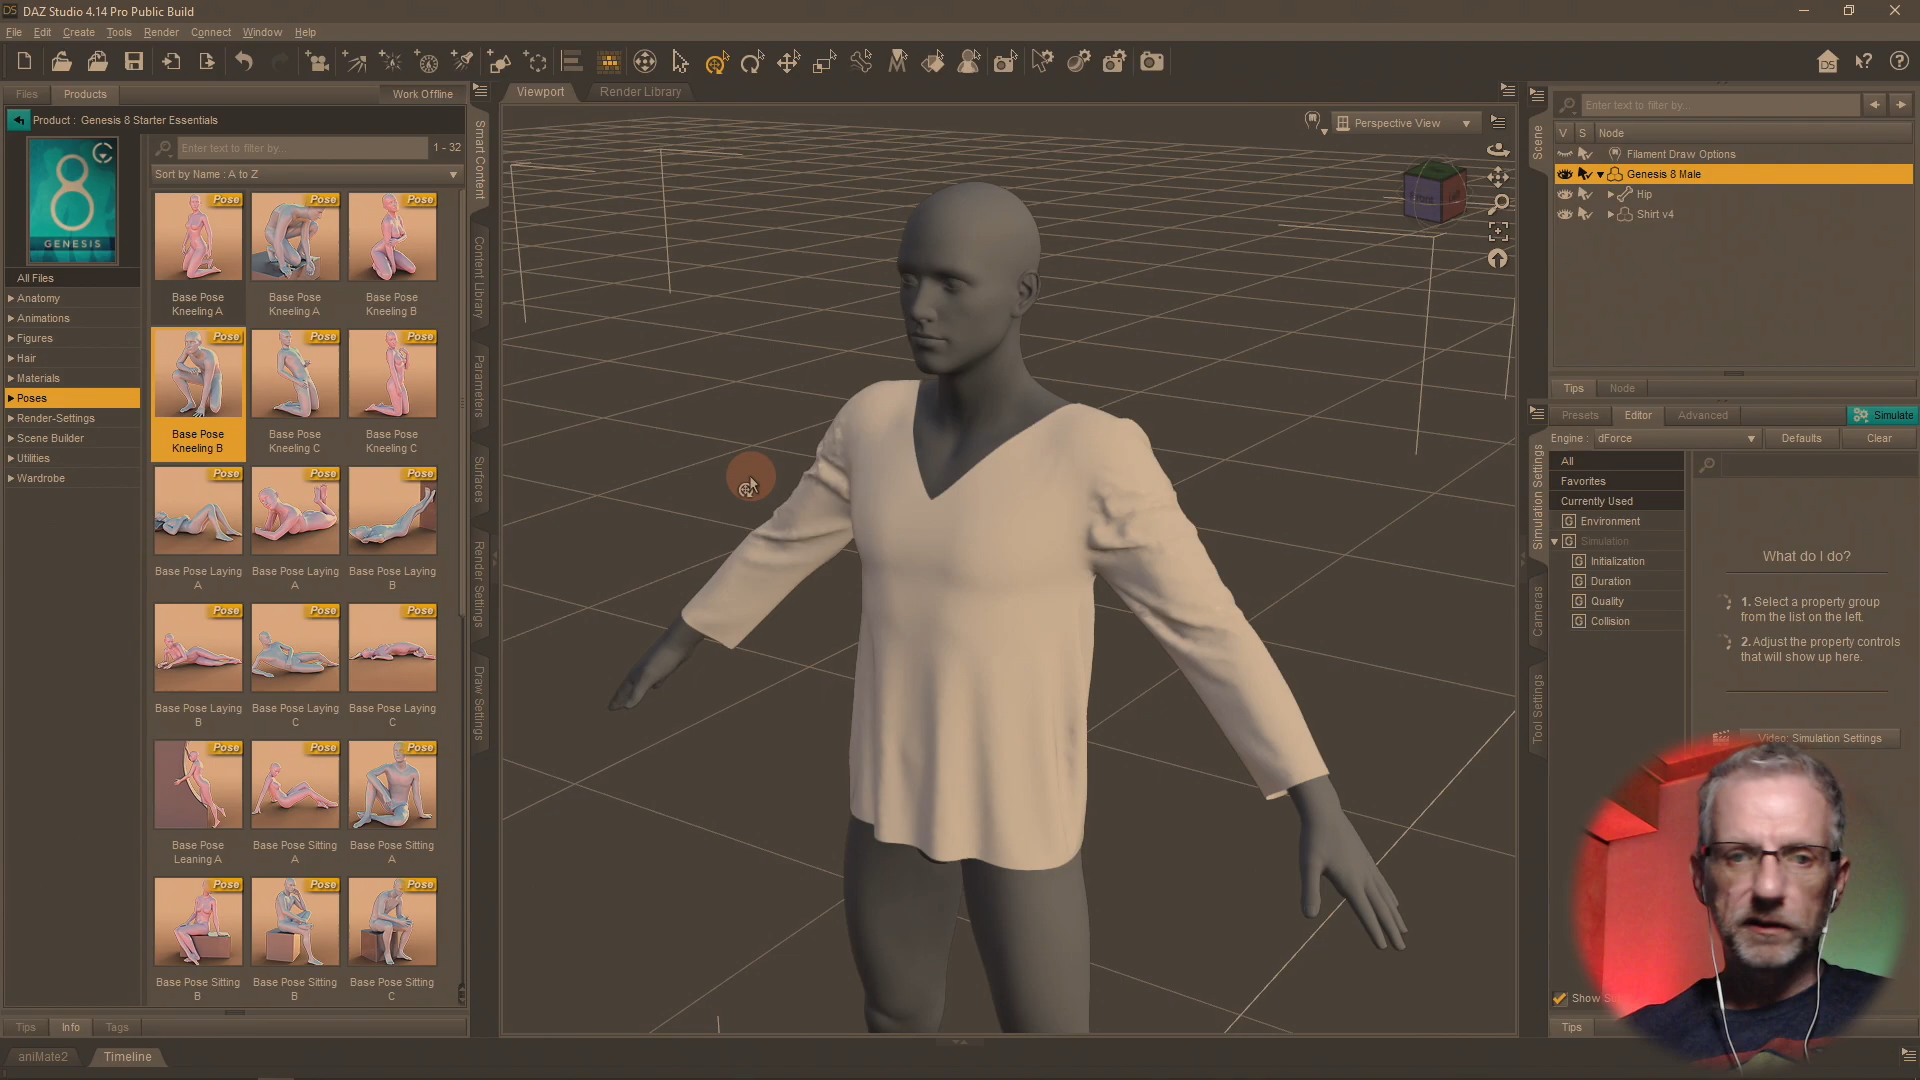 DAZ Studio 4.14 Pro Public Build
File Edit Create Tools Render Connect Window Help
Files Products Work Offline
Product : Genesis 8 Starter Essentials
8
GENESIS
Enter text to filter by... 1 - 32
Sort by Name : A to Z
All Files
Anatomy
Animations
Figures
Hair
Materials
Poses
Render-Settings
Scene Builder
Utilities
Wardrobe
Pose Pose Pose
Base Pose Kneeling A
Base Pose Kneeling A
Base Pose Kneeling B
Pose Pose Pose
Base Pose Kneeling B
Base Pose Kneeling C
Base Pose Kneeling C
Pose Pose Pose
Base Pose Laying A
Base Pose Laying A
Base Pose Laying B
Pose Pose Pose
Base Pose Laying B
Base Pose Laying C
Base Pose Laying C
Pose Pose Pose
Base Pose Leaning A
Base Pose Sitting A
Base Pose Sitting A
Pose Pose Pose
Base Pose Sitting B
Base Pose Sitting B
Base Pose Sitting C
Tips Info Tags
aniMate2 Timeline
Smart Content
Content Library
Parameters
Surfaces
Render Settings
Draw Settings
Viewport Render Library
Perspective View
Scene
Enter text to filter by...
V S Node
Filament Draw Options
Genesis 8 Male
Hip
Shirt v4
Tips Node
Simulation Settings
Cameras
Tool Settings
Presets Editor Advanced Simulate
Engine : dForce Defaults Clear
All
Favorites
Currently Used
G Environment
G Simulation
G Initialization
G Duration
G Quality
G Collision
What do I do?
1. Select a property group
from the list on the left.
2. Adjust the property controls
that will show up here.
Video: Simulation Settings
Show
Tips